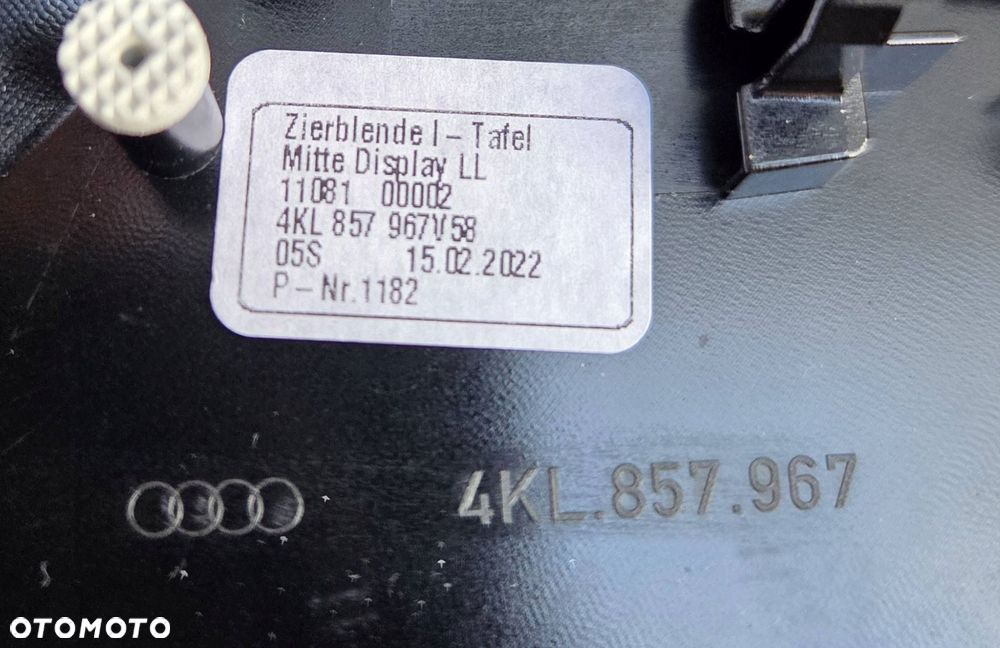 Zierblende I - Tafel
Mitte Display LL
11081 00002
4KL 857 967V58
05S 15.02.2022
P - Nr.1182
4KL.857.967
OTOMOTO